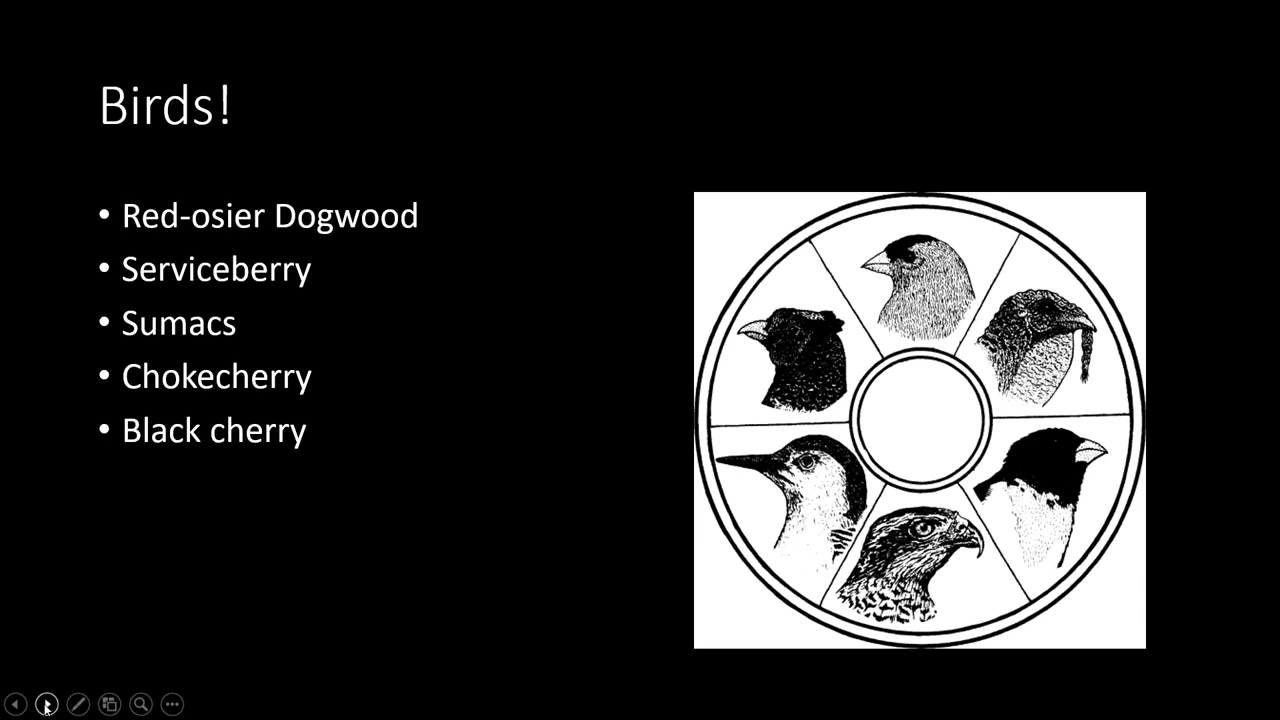 Birds!
• Red-osier Dogwood
• Serviceberry
• Sumacs
• Chokecherry
• Black cherry